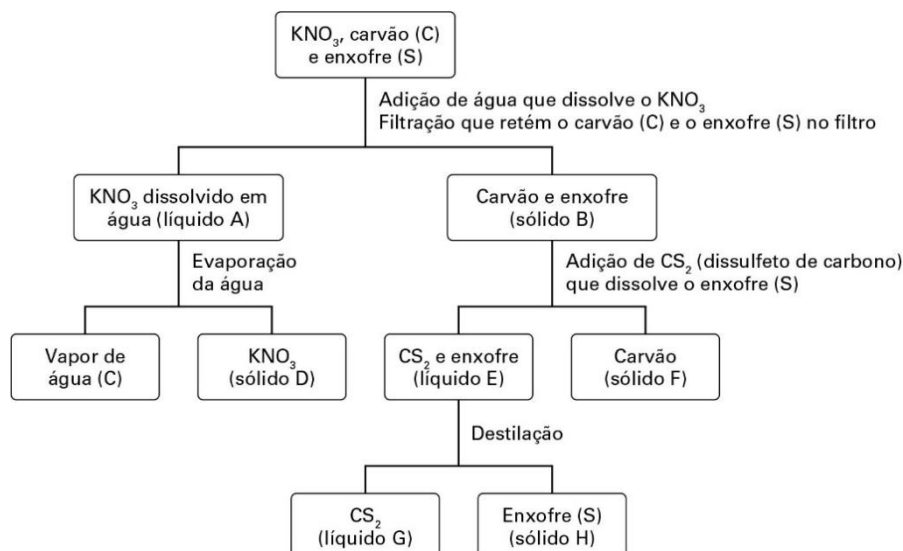 KNO₃, carvão (C)
e enxofre (S)
Adição de água que dissolve o KNO₃
Filtração que retém o carvão (C) e o enxofre (S) no filtro
KNO₃ dissolvido em
água (líquido A)
Carvão e enxofre
(sólido B)
Evaporação
da água
Adição de CS₂ (dissulfeto de carbono)
que dissolve o enxofre (S)
Vapor de
água (C)
KNO₃
(sólido D)
CS₂ e enxofre
(líquido E)
Carvão
(sólido F)
Destilação
CS₂
(líquido G)
Enxofre (S)
(sólido H)